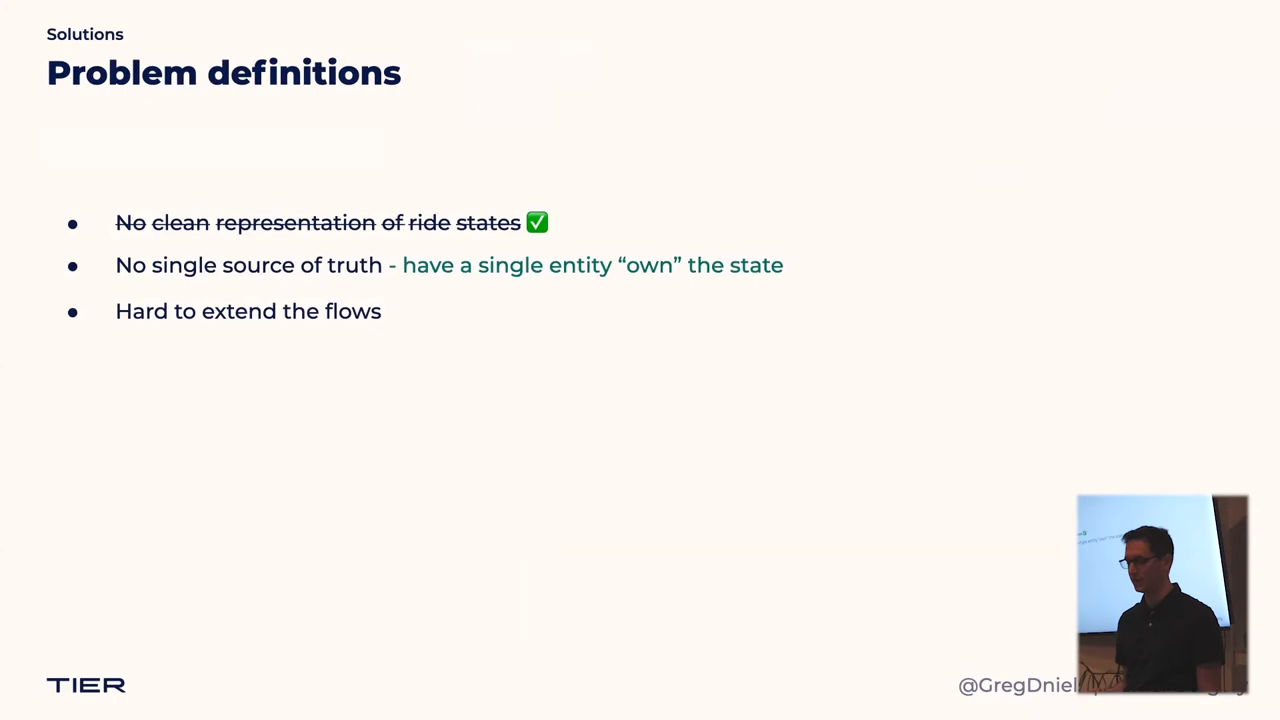 Solutions
Problem definitions
● No clean representation of ride states ✅
● No single source of truth - have a single entity “own” the state
● Hard to extend the flows
TIER
@GregDniel